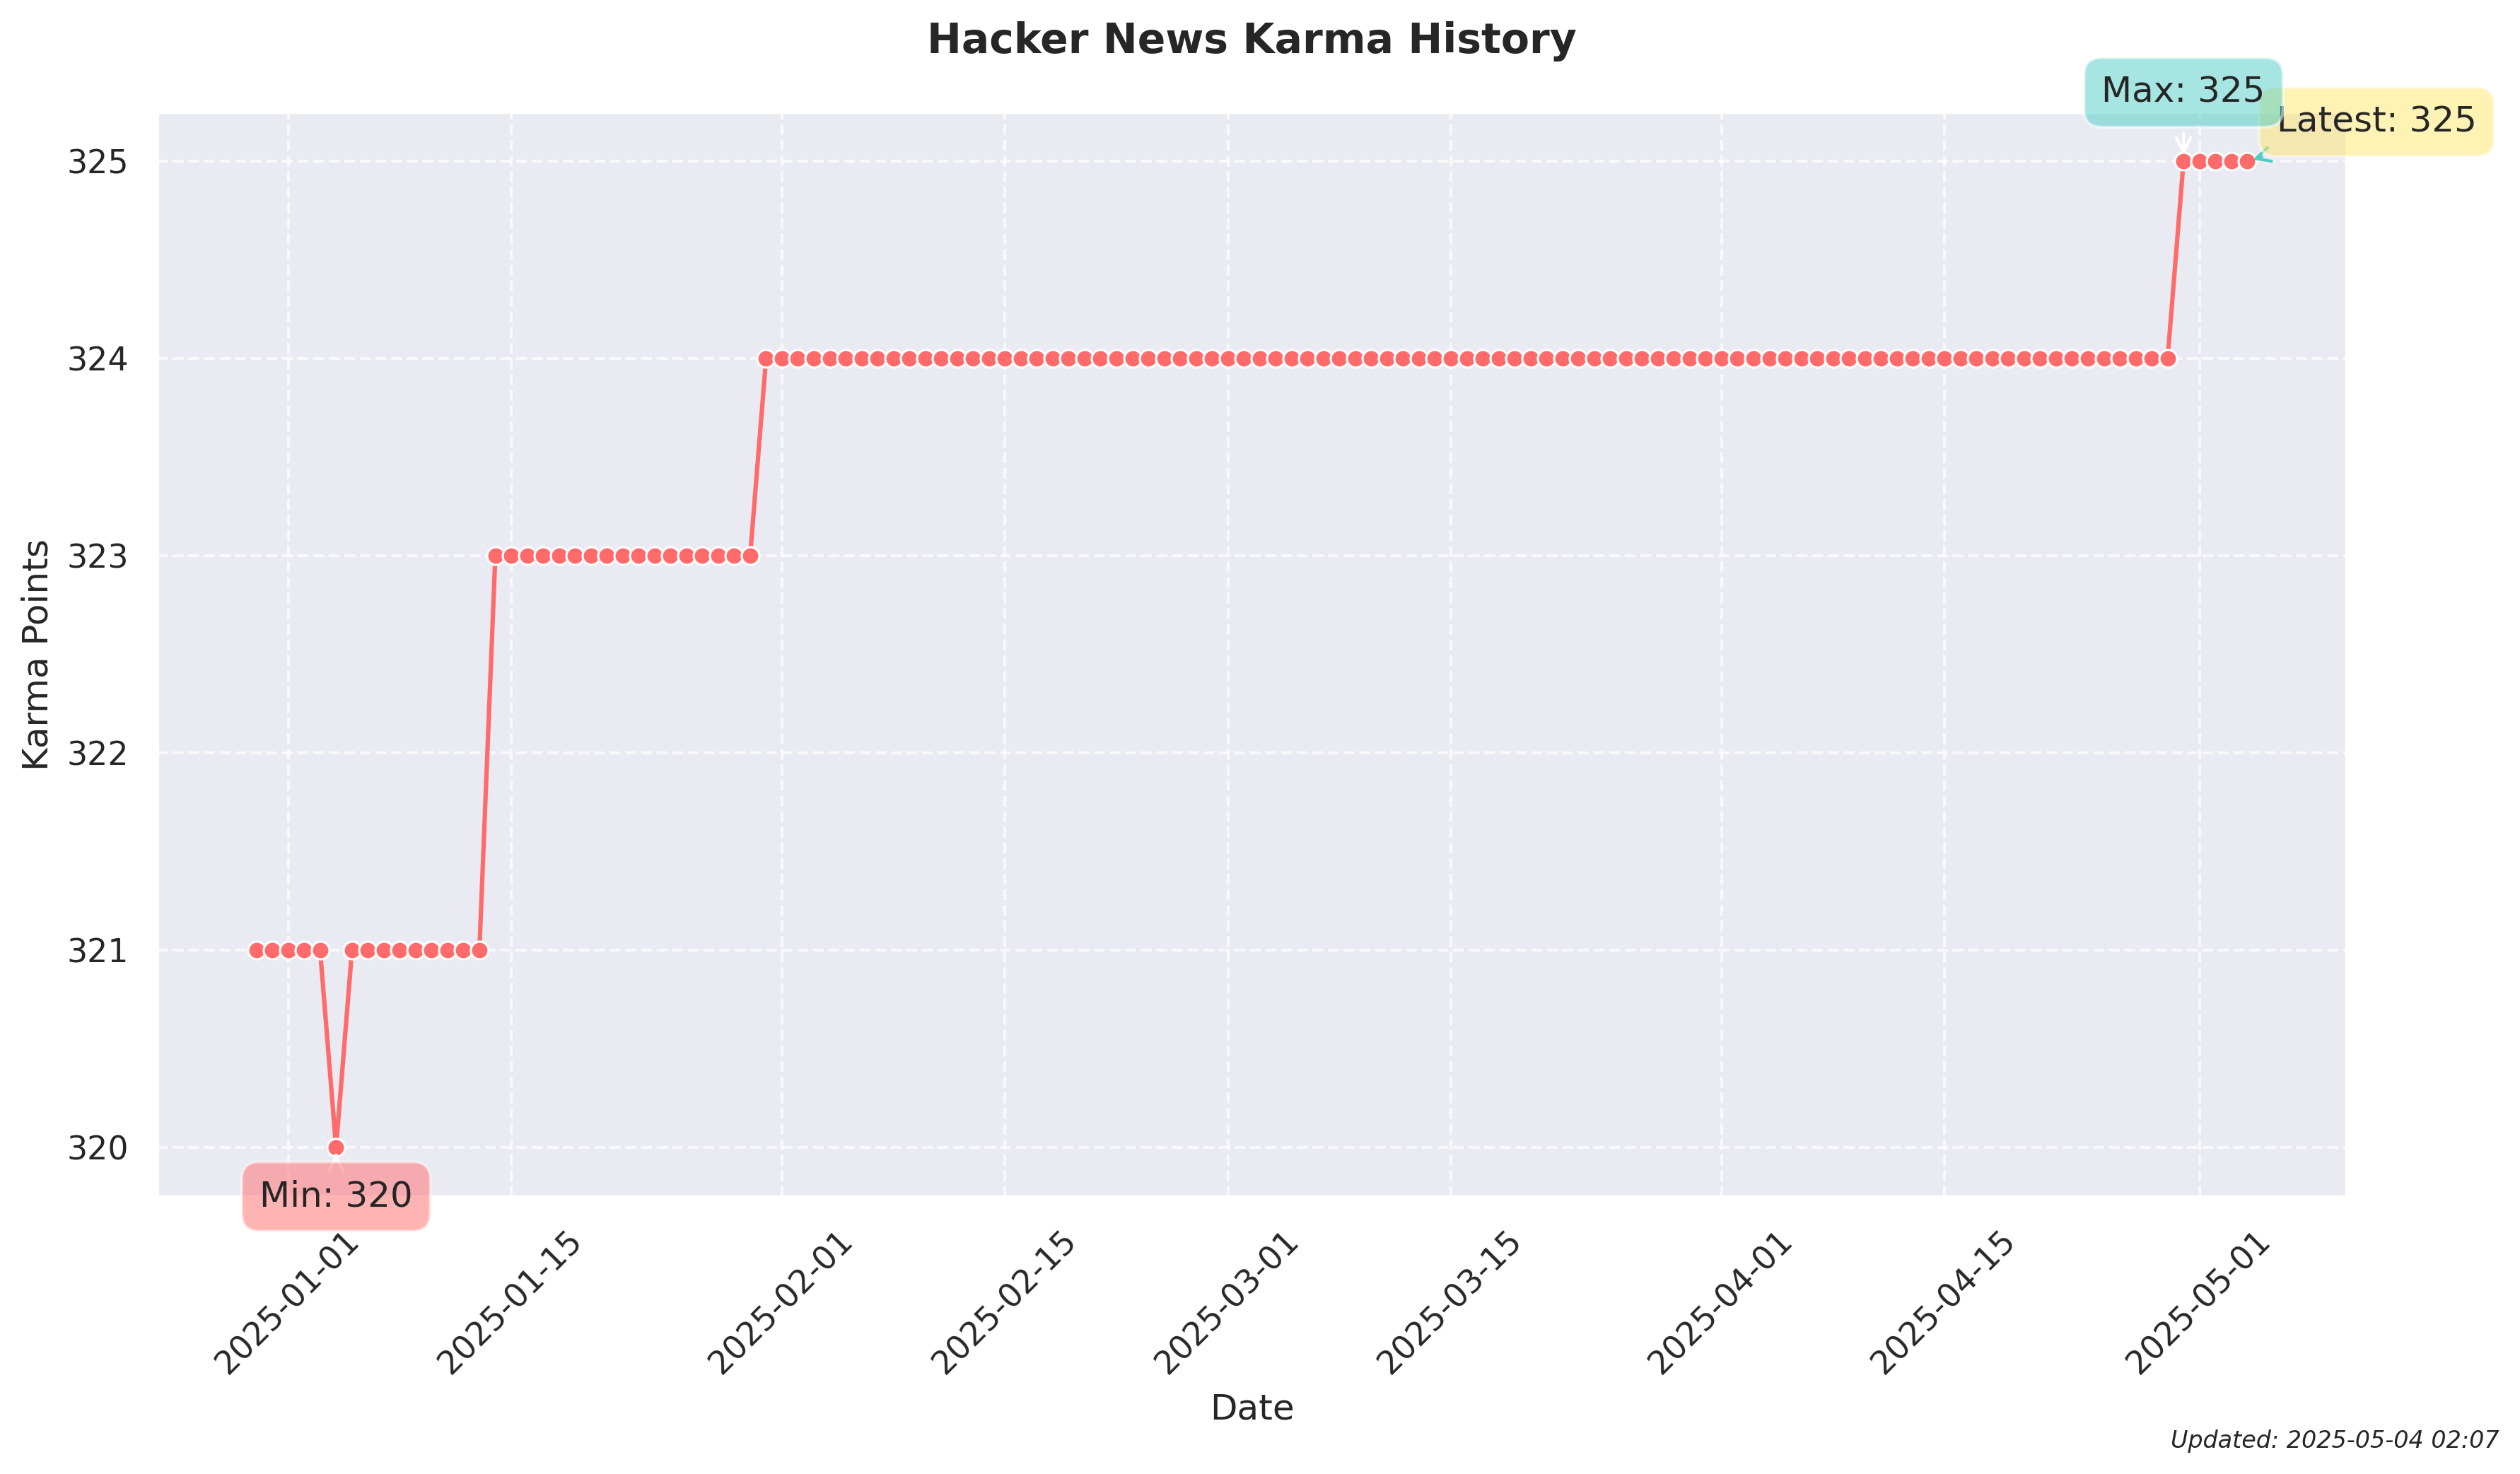 Hacker News Karma History
Max: 325
Latest: 325
325
324
323
322
321
320
Karma Points
Min: 320
2025-01-01
2025-01-15
2025-02-01
2025-02-15
2025-03-01
2025-03-15
2025-04-01
2025-04-15
2025-05-01
Date
Updated: 2025-05-04 02:07